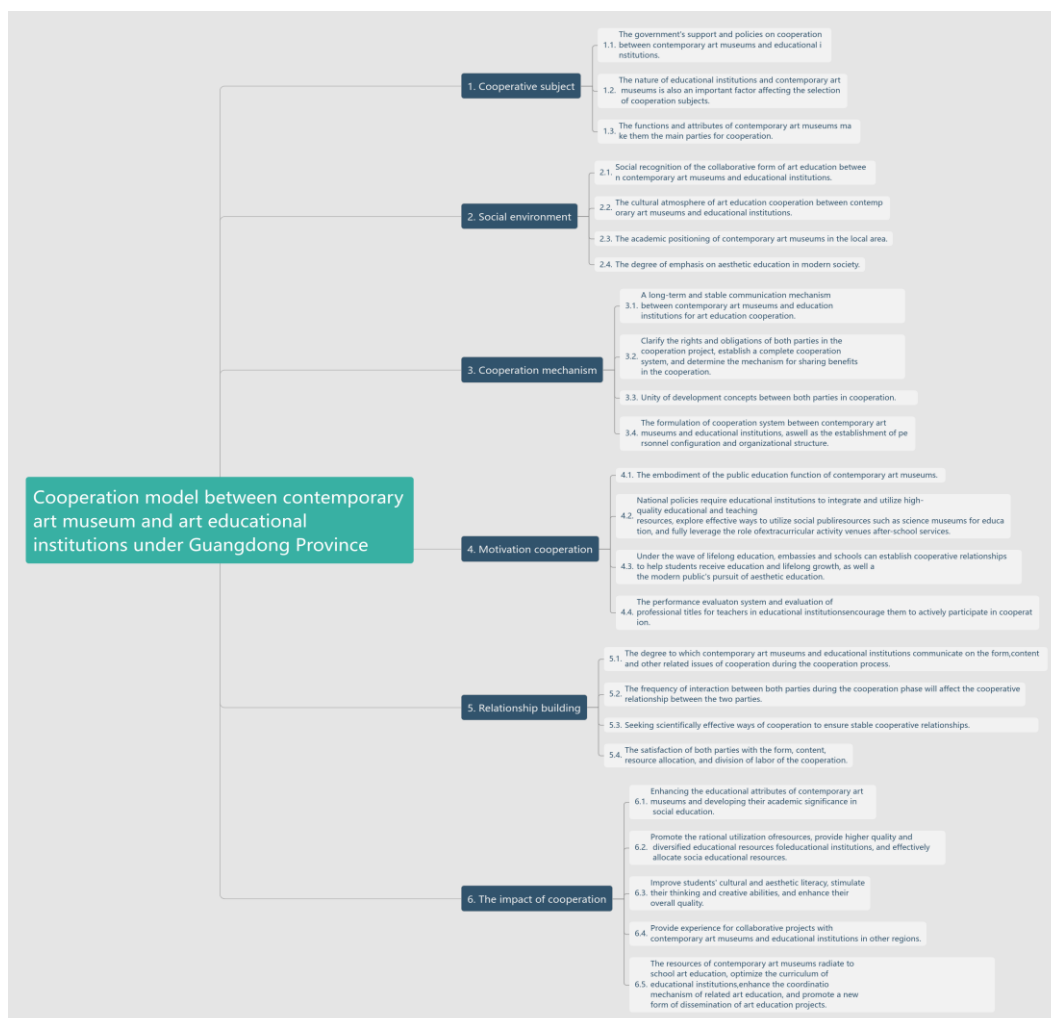 Cooperation model between contemporary
art museum and art educational
institutions under Guangdong Province
1. Cooperative subject
1.1. The government's support and policies on cooperation
between contemporary art museums and educational i
nstitutions.
1.2. The nature of educational institutions and contemporary art
museums is also an important factor affecting the selection
of cooperation subjects.
1.3. The functions and attributes of contemporary art museums ma
ke them the main parties for cooperation.
2. Social environment
2.1. Social recognition of the collaborative form of art education betwee
n contemporary art museums and educational institutions.
2.2. The cultural atmosphere of art education cooperation between contemp
orary art museums and educational institutions.
2.3. The academic positioning of contemporary art museums in the local area.
2.4. The degree of emphasis on aesthetic education in modern society.
3. Cooperation mechanism
3.1. A long-term and stable communication mechanism
between contemporary art museums and education
institutions for art education cooperation.
3.2. Clarify the rights and obligations of both parties in the
cooperation project, establish a complete cooperation
system, and determine the mechanism for sharing benefits
in the cooperation.
3.3. Unity of development concepts between both parties in cooperation.
3.4. The formulation of cooperation system between contemporary art
museums and educational institutions, aswell as the establishment of pe
rsonnel configuration and organizational structure.
4. Motivation cooperation
4.1. The embodiment of the public education function of contemporary art museums.
4.2. National policies require educational institutions to integrate and utilize high-
quality educational and teaching
resources, explore effective ways to utilize social publiresources such as science museums for educa
tion, and fully leverage the role ofextracurricular activity venues after-school services.
4.3. Under the wave of lifelong education, embassies and schools can establish cooperative relationships
to help students receive education and lifelong growth, as well a
the modern public's pursuit of aesthetic education.
4.4. The performance evaluaton system and evaluation of
professional titles for teachers in educational institutionsencourage them to actively participate in cooperat
ion.
5. Relationship building
5.1. The degree to which contemporary art museums and educational institutions communicate on the form,content
and other related issues of cooperation during the cooperation process.
5.2. The frequency of interaction between both parties during the cooperation phase will affect the cooperative
relationship between the two parties.
5.3. Seeking scientifically effective ways of cooperation to ensure stable cooperative relationships.
5.4. The satisfaction of both parties with the form, content,
resource allocation, and division of labor of the cooperation.
6. The impact of cooperation
6.1. Enhancing the educational attributes of contemporary art
museums and developing their academic significance in
social education.
6.2. Promote the rational utilization ofresources, provide higher quality and
diversified educational resources foleducational institutions, and effectively
allocate socia educational resources.
6.3. Improve students' cultural and aesthetic literacy, stimulate
their thinking and creative abilities, and enhance their
overall quality.
6.4. Provide experience for collaborative projects with
contemporary art museums and educational institutions in other regions.
6.5. The resources of contemporary art museums radiate to
school art education, optimize the curriculum of
educational institutions,enhance the coordinatio
mechanism of related art education, and promote a new
form of dissemination of art education projects.